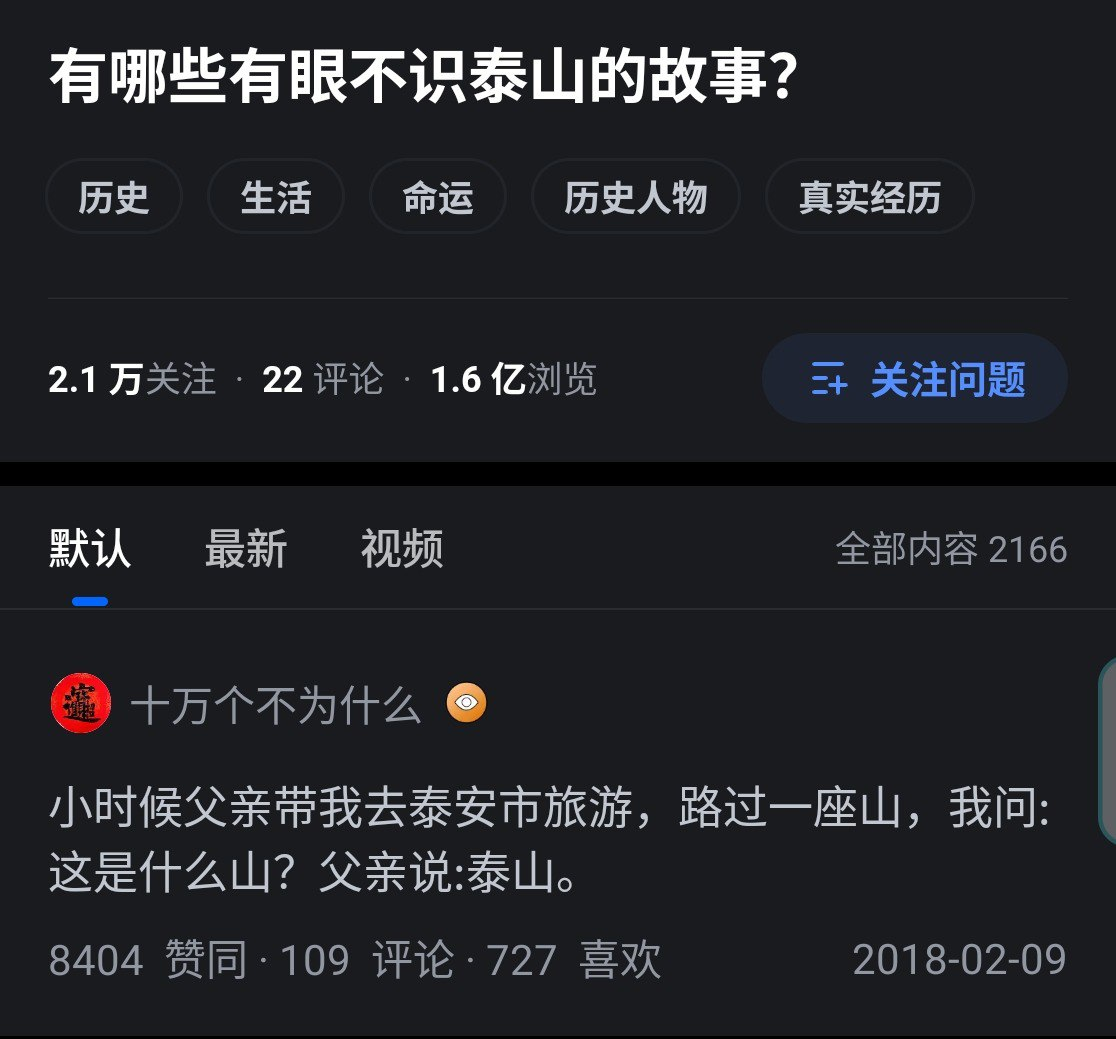 有哪些有眼不识泰山的故事?
历史 生活 命运 历史人物 真实经历
2.1 万关注 · 22 评论 · 1.6 亿浏览 关注问题
默认 最新 视频 全部内容 2166
十万个不为什么
小时候父亲带我去泰安市旅游，路过一座山，我问:
这是什么山？父亲说:泰山。
8404 赞同 · 109 评论 · 727 喜欢 2018-02-09